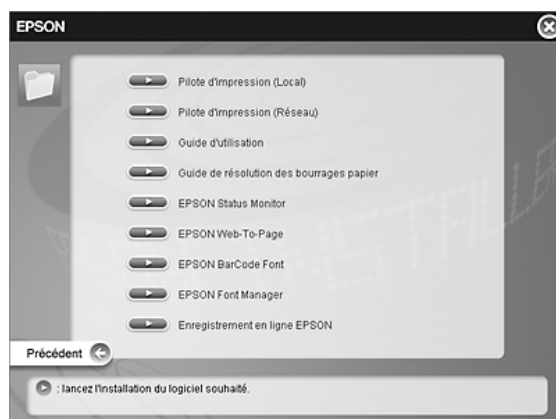 EPSON
Pilote d'impression (Local)
Pilote d'impression (Réseau)
Guide d'utilisation
Guide de résolution des bourrages papier
EPSON Status Monitor
EPSON Web-To-Page
EPSON BarCode Font
EPSON Font Manager
Enregistrement en ligne EPSON
Précédent
: lancez l'installation du logiciel souhaité.